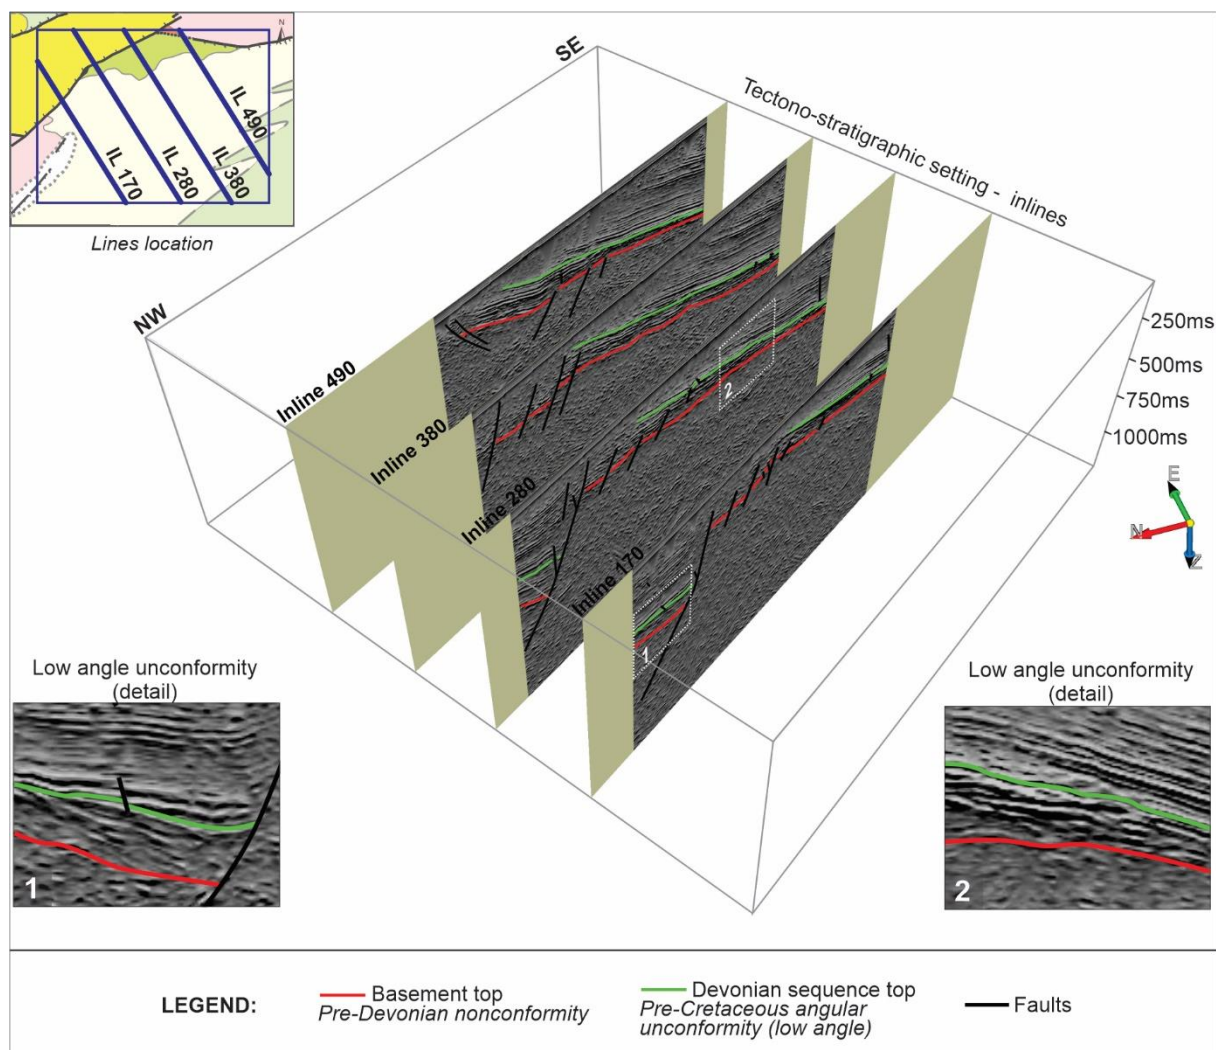 N
IL 490
IL 380
IL 280
IL 170
Lines location
SE
NW
Tectono-stratigraphic setting - inlines
250ms
500ms
750ms
1000ms
Inline 490
Inline 380
Inline 280
Inline 170
2
1
E
N
Z
Low angle unconformity
(detail)
1
Low angle unconformity
(detail)
2
LEGEND:
Basement top
Pre-Devonian nonconformity
Devonian sequence top
Pre-Cretaceous angular
unconformity (low angle)
Faults